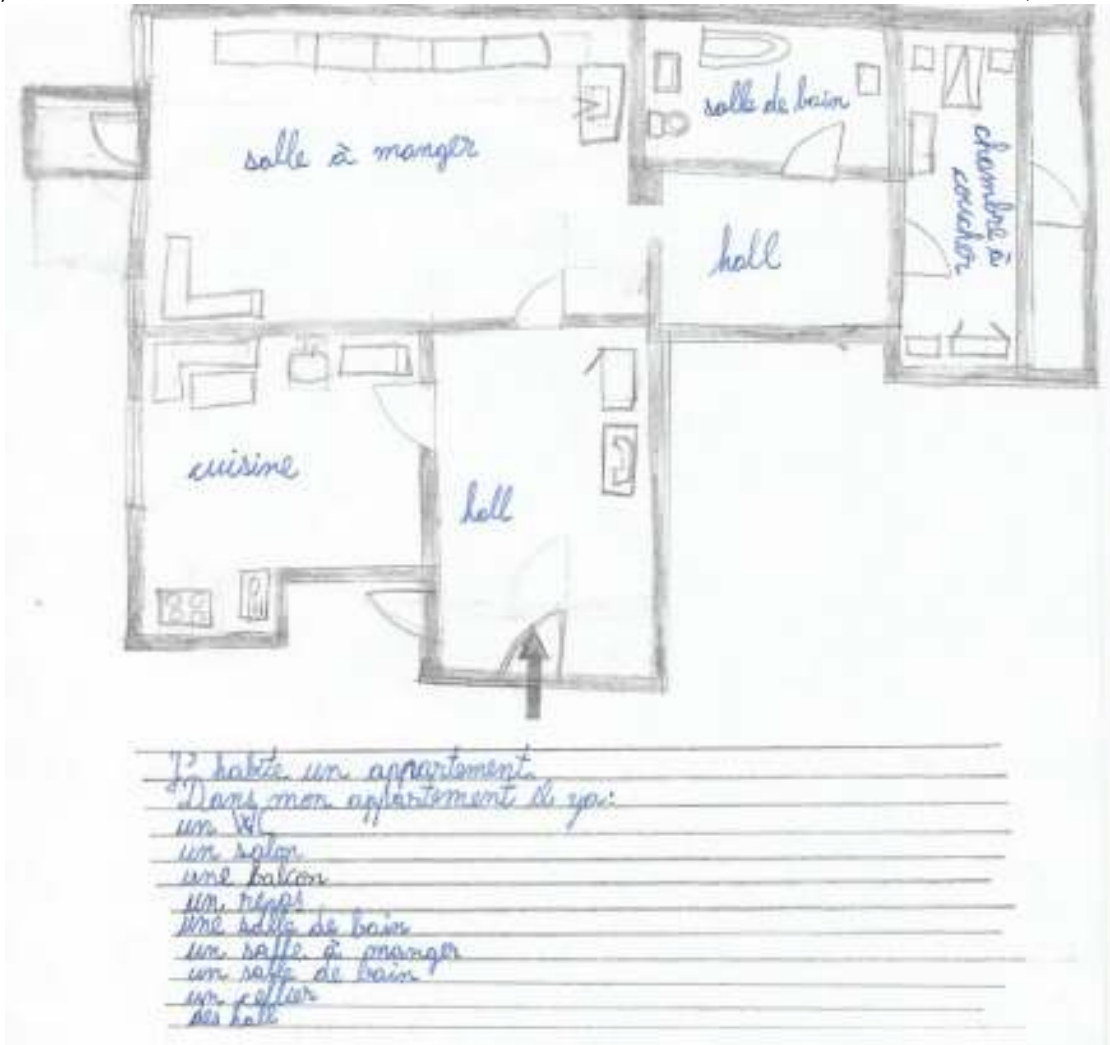 salle à manger
salle de bain
chambre à
coucher
hall
cuisine
hall
J'habite un appartement.
Dans mon appartement il ya:
un WC
un salon
une balcon
un repos
une salle de bain
un salle à manger
un salle de bain
un cellier
des hall